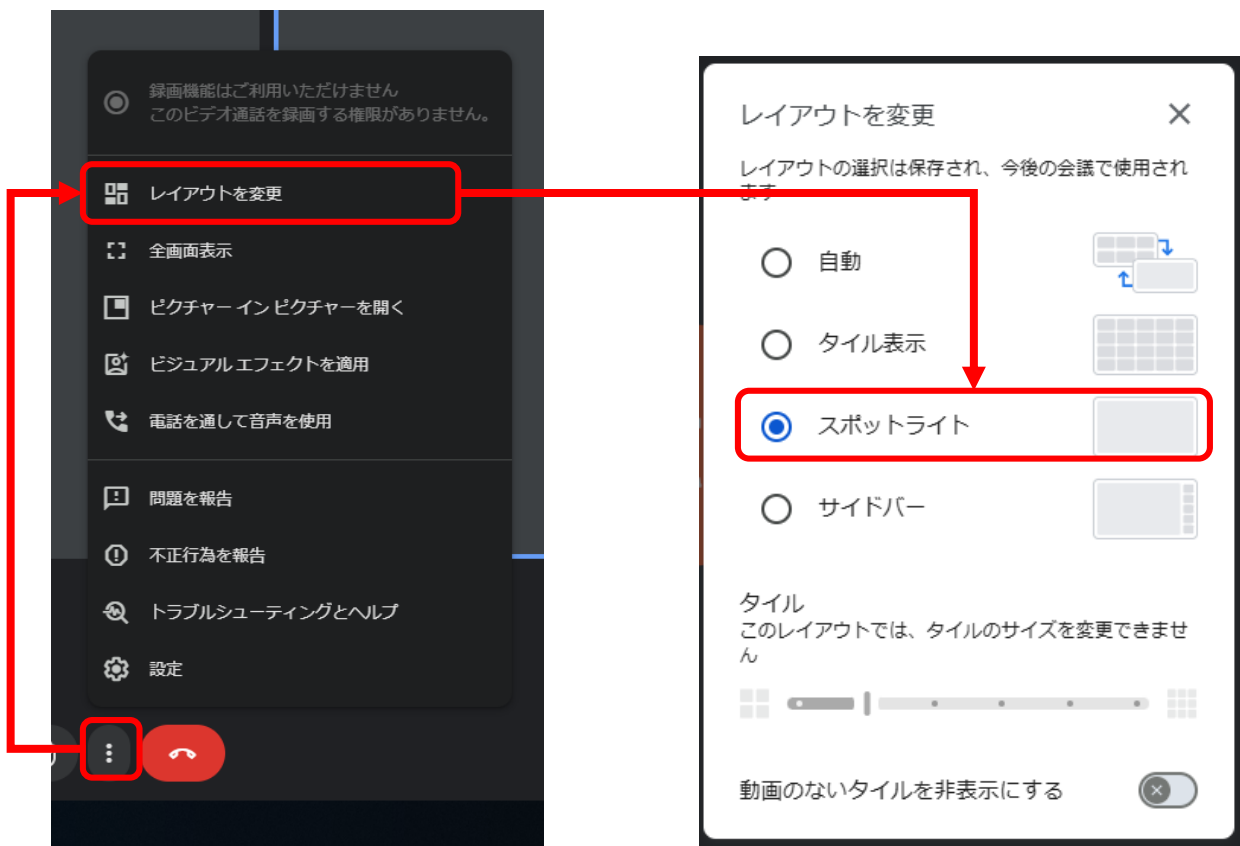 録画機能はご利用いただけません
このビデオ通話を録画する権限がありません。
レイアウトを変更
全画面表示
ピクチャー イン ピクチャーを開く
ビジュアル エフェクトを適用
電話を通して音声を使用
問題を報告
不正行為を報告
トラブルシューティングとヘルプ
設定
レイアウトを変更
レイアウトの選択は保存され、今後の会議で使用され
ます
自動
タイル表示
スポットライト
サイドバー
タイル
このレイアウトでは、タイルのサイズを変更できませ
ん
動画のないタイルを非表示にする